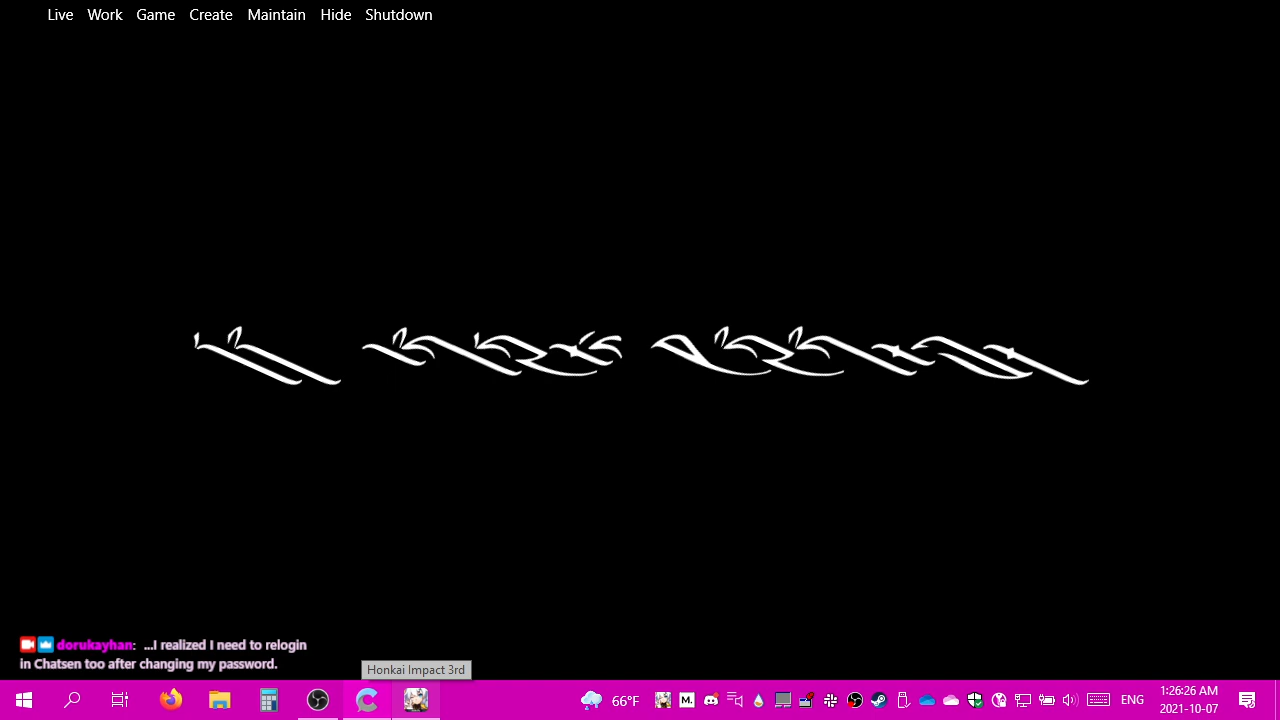 Live Work Game Create Maintain Hide Shutdown
dorukayhan: ...I realized I need to relogin
in Chatsen too after changing my password.
Honkai Impact 3rd
66°F
M.
ENG
1:26:26 AM
2021-10-07